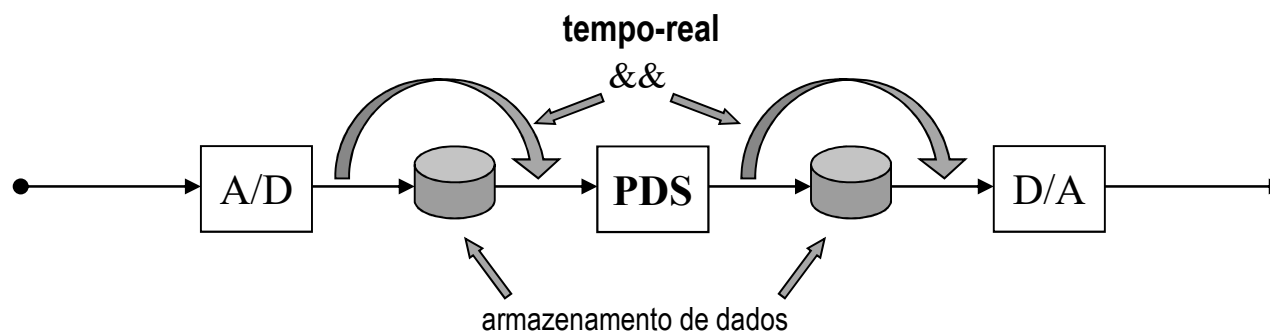 tempo-real
&&
A/D
PDS
D/A
armazenamento de dados